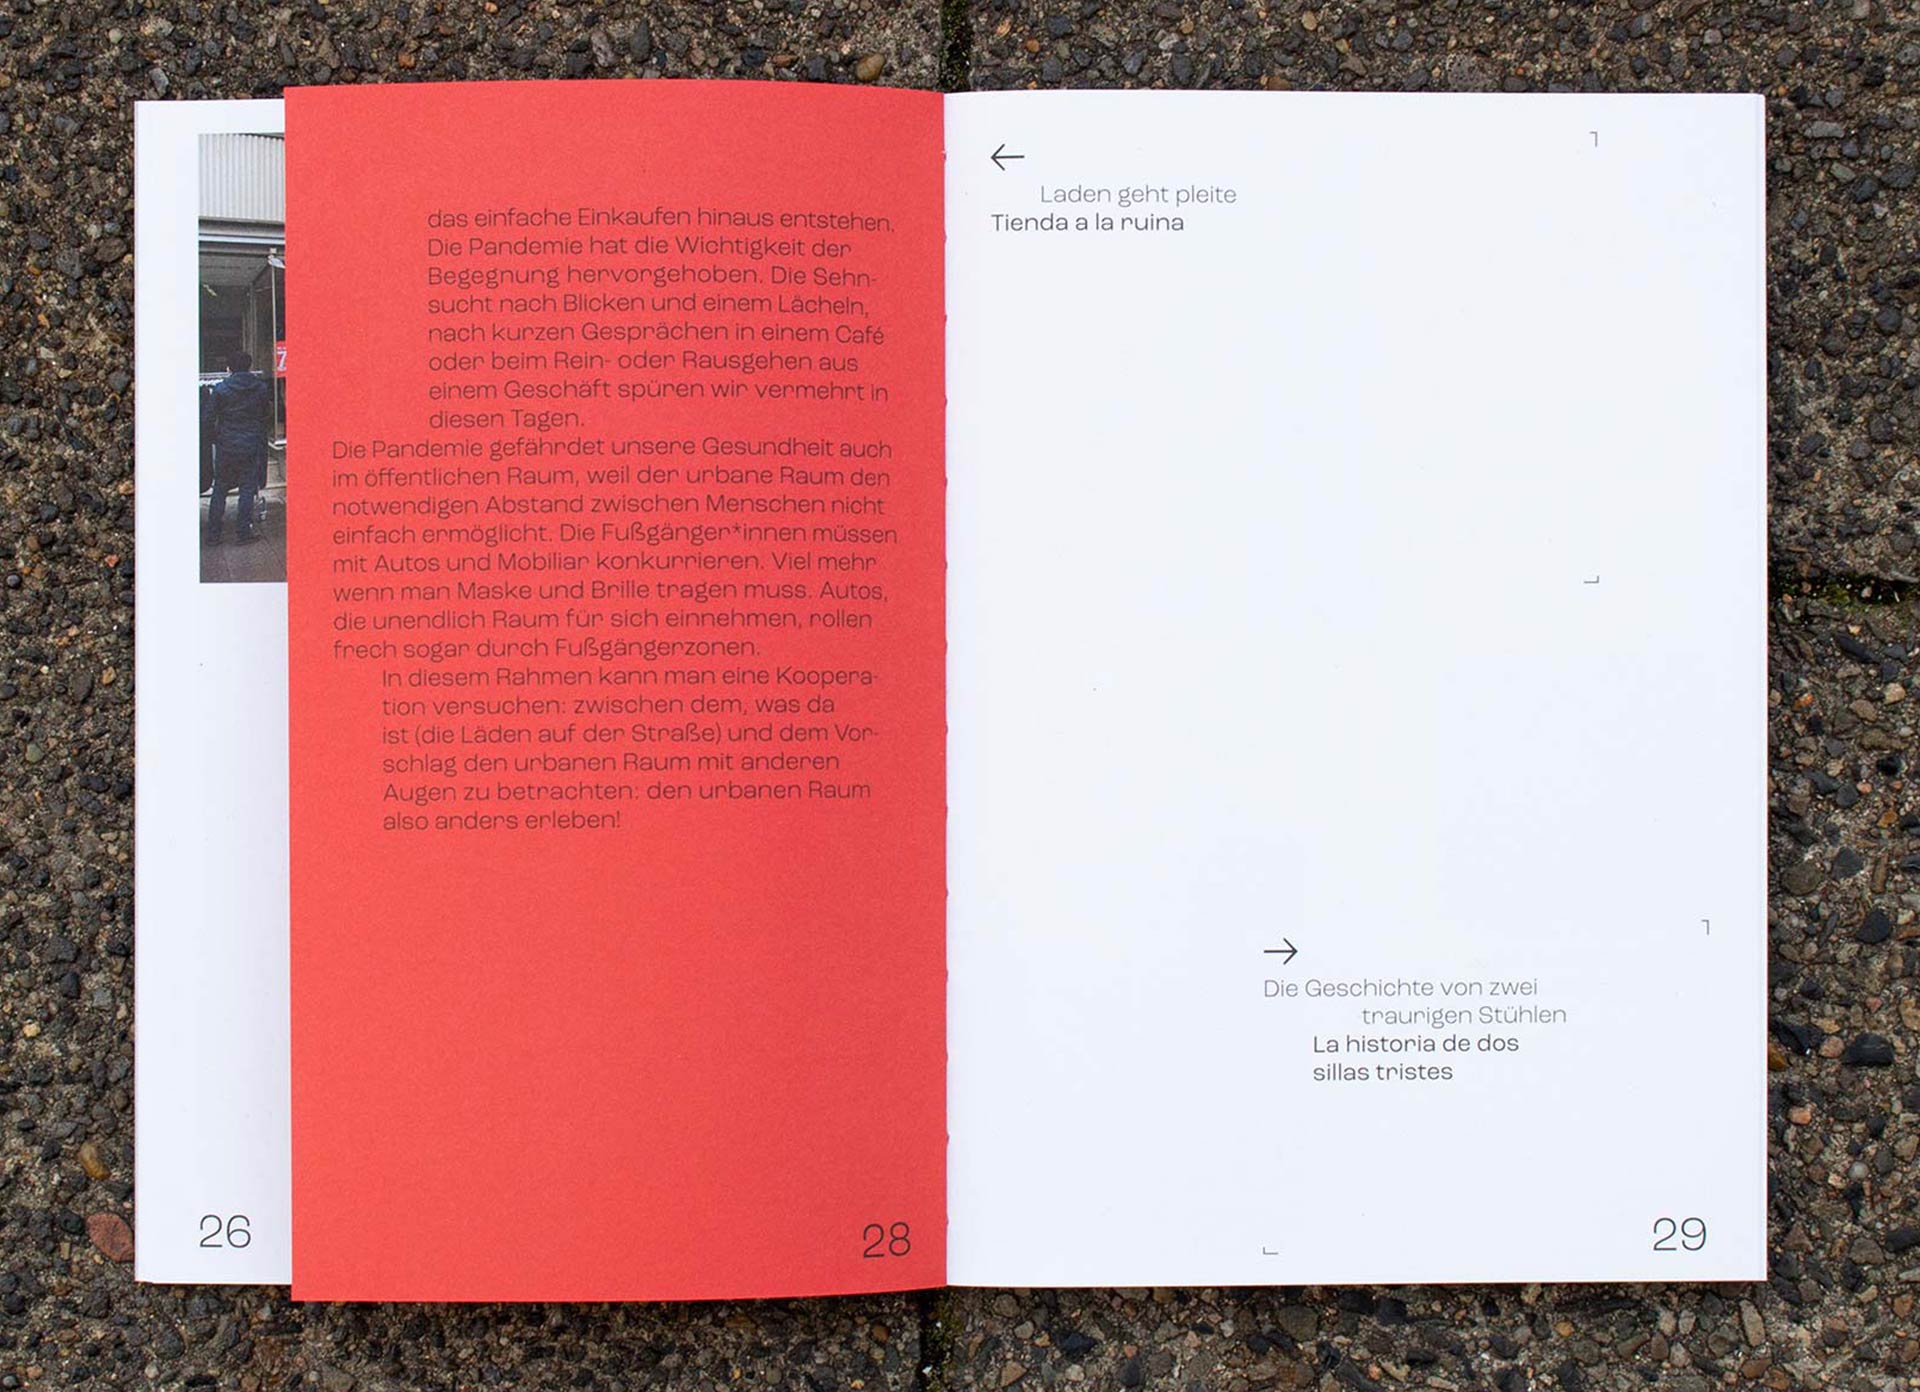 das einfache Einkaufen hinaus entstehen.
Die Pandemie hat die Wichtigkeit der
Begegnung hervorgehoben. Die Sehn-
sucht nach Blicken und einem Lächeln,
nach kurzen Gesprächen in einem Café
oder beim Rein- oder Rausgehen aus
einem Geschäft spüren wir vermehrt in
diesen Tagen.
Die Pandemie gefährdet unsere Gesundheit auch
im öffentlichen Raum, weil der urbane Raum den
notwendigen Abstand zwischen Menschen nicht
einfach ermöglicht. Die Fußgänger*innen müssen
mit Autos und Mobiliar konkurrieren. Viel mehr
wenn man Maske und Brille tragen muss. Autos,
die unendlich Raum für sich einnehmen, rollen
frech sogar durch Fußgängerzonen.
In diesem Rahmen kann man eine Koopera-
tion versuchen: zwischen dem, was da
ist (die Läden auf der Straße) und dem Vor-
schlag den urbanen Raum mit anderen
Augen zu betrachten: den urbanen Raum
also anders erleben!
26
28
←
Laden geht pleite
Tienda a la ruina
→
Die Geschichte von zwei
traurigen Stühlen
La historia de dos
sillas tristes
29